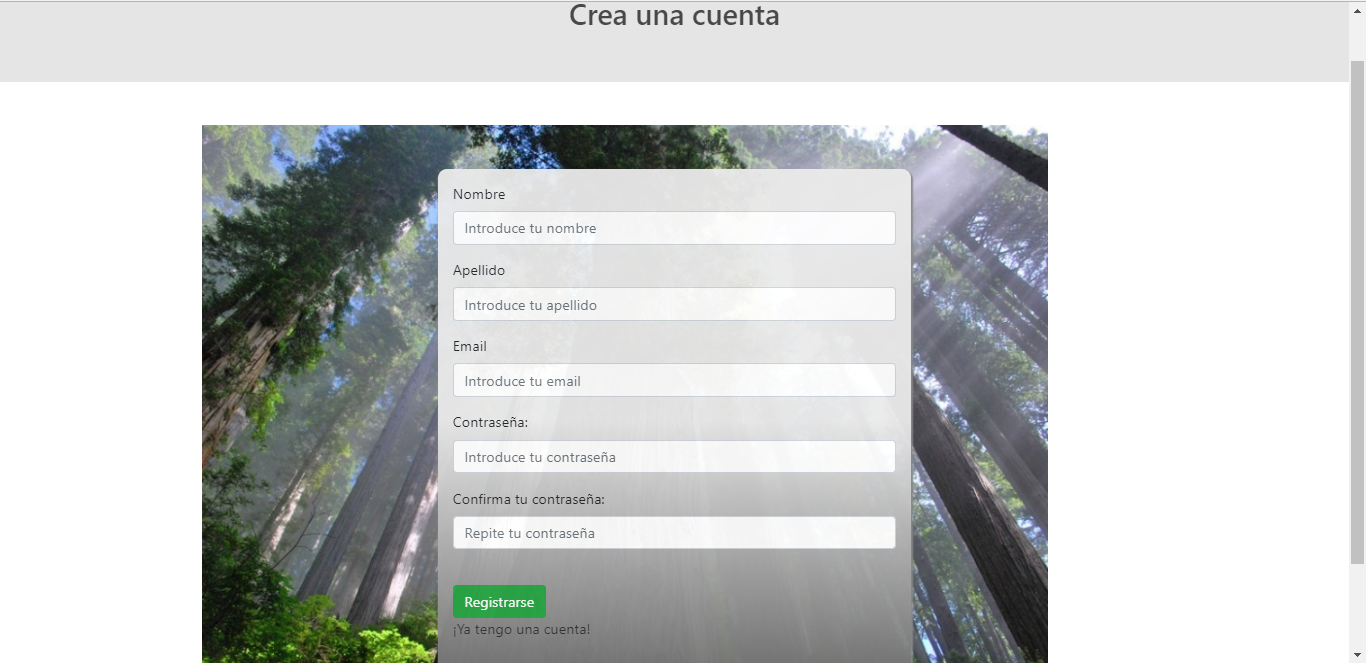 Crea una cuenta
Nombre
Introduce tu nombre
Apellido
Introduce tu apellido
Email
Introduce tu email
Contraseña:
Introduce tu contraseña
Confirma tu contraseña:
Repite tu contraseña
Registrarse
¡Ya tengo una cuenta!